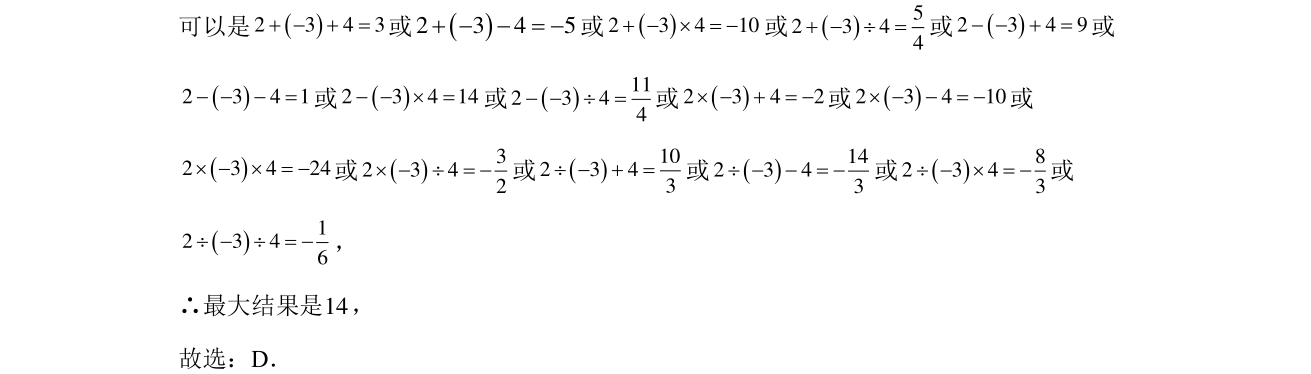 可以是 2+(−3)+4=3或2+(−3)−4=−5或2+(−3)×4=−10或2+(−3)÷4=5/4或2−(−3)+4=9或
2−(−3)−4=1或2−(−3)×4=14或2−(−3)÷4=11/4或2×(−3)+4=−2或2×(−3)−4=−10或
2×(−3)×4=−24或2×(−3)÷4=−3/2或2÷(−3)+4=10/3或2÷(−3)−4=−14/3或2÷(−3)×4=−8/3或
2÷(−3)÷4=−1/6，
∴最大结果是14，
故选：D．